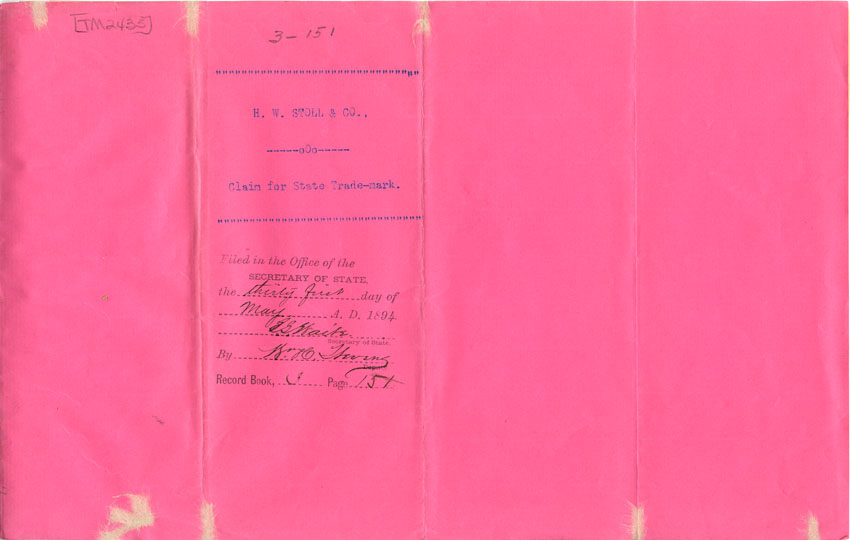 [TM2435]
3-151
H. W. STOLL & CO.,
-----oOo-----
Claim for State Trade-mark.
Filed in the Office of the
SECRETARY OF STATE,
the thirty first day of
May A. D. 1894
Secretary of State.
By
Record Book, 3 Page 151